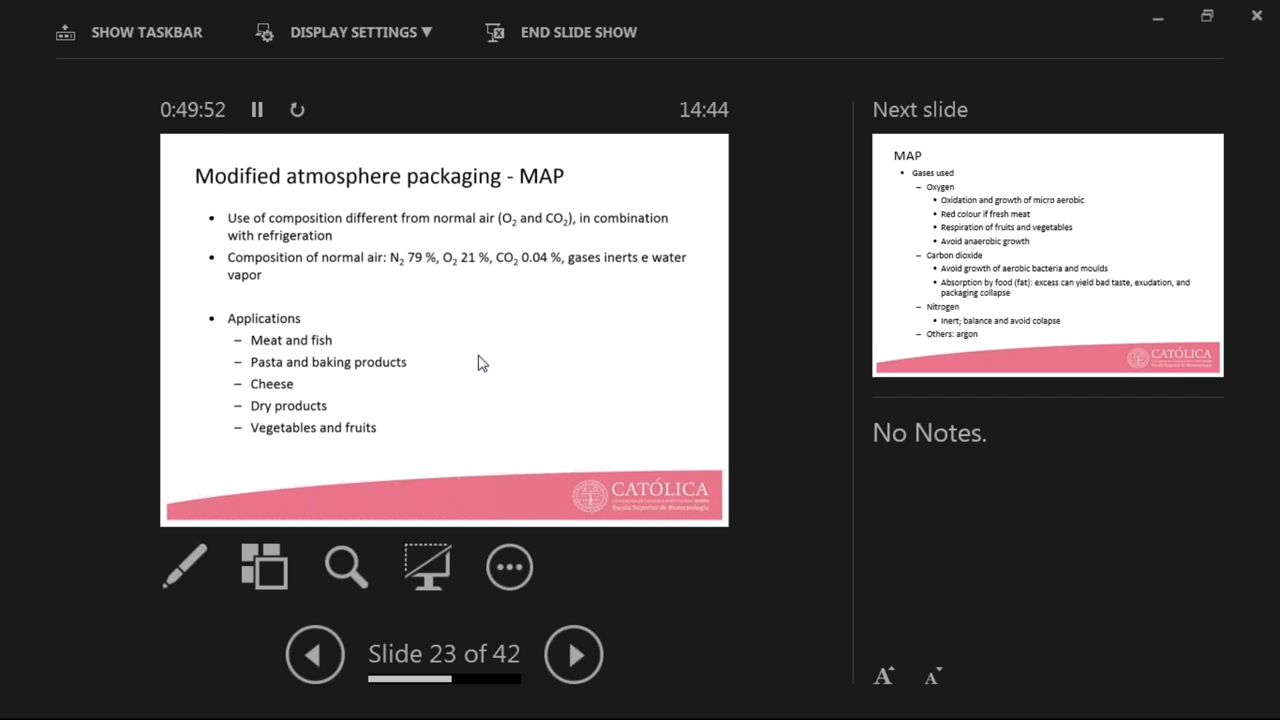 SHOW TASKBAR
DISPLAY SETTINGS ▼
END SLIDE SHOW
0:49:52
14:44
Modified atmosphere packaging - MAP
• Use of composition different from normal air (O2 and CO2), in combination
with refrigeration
• Composition of normal air: N2 79 %, O2 21 %, CO2 0.04 %, gases inerts e water
vapor
• Applications
– Meat and fish
– Pasta and baking products
– Cheese
– Dry products
– Vegetables and fruits
CATÓLICA
Escola Superior de Biotecnologia
Slide 23 of 42
Next slide
MAP
• Gases used
– Oxygen
• Oxidation and growth of micro aerobic
• Red colour if fresh meat
• Respiration of fruits and vegetables
• Avoid anaerobic growth
– Carbon dioxide
• Avoid growth of aerobic bacteria and moulds
• Absorption by food (fat): excess can yield bad taste, exudation, and
packaging collapse
– Nitrogen
• Inert; balance and avoid colapse
– Others: argon
CATÓLICA
No Notes.
A A